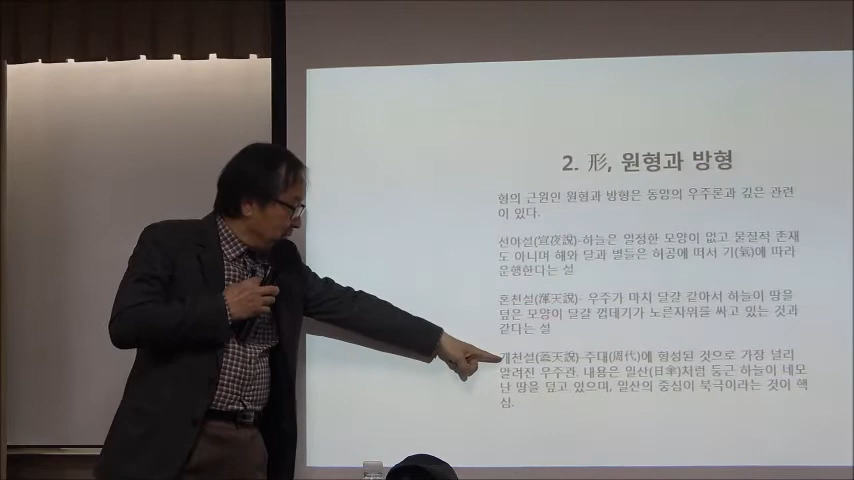 2. 形, 원형과 방형
형의 근원인 원형과 방형은 동양의 우주론과 깊은 관련
이 있다.
선야설(宣夜說)-하늘은 일정한 모양이 없고 물질적 존재
도 아니며 해와 달과 별들은 허공에 떠서 기(氣)에 따라
운행한다는 설
혼천설(渾天說)- 우주가 마치 달걀 같아서 하늘이 땅을
덮은 모양이 달걀 껍데기가 노른자위를 싸고 있는 것과
같다는 설
개천설(蓋天說)-주대(周代)에 형성된 것으로 가장 널리
알려진 우주관. 내용은 일산(日傘)처럼 둥근 하늘이 네모
난 땅을 덮고 있으며, 일산의 중심이 북극이라는 것이 핵
심.